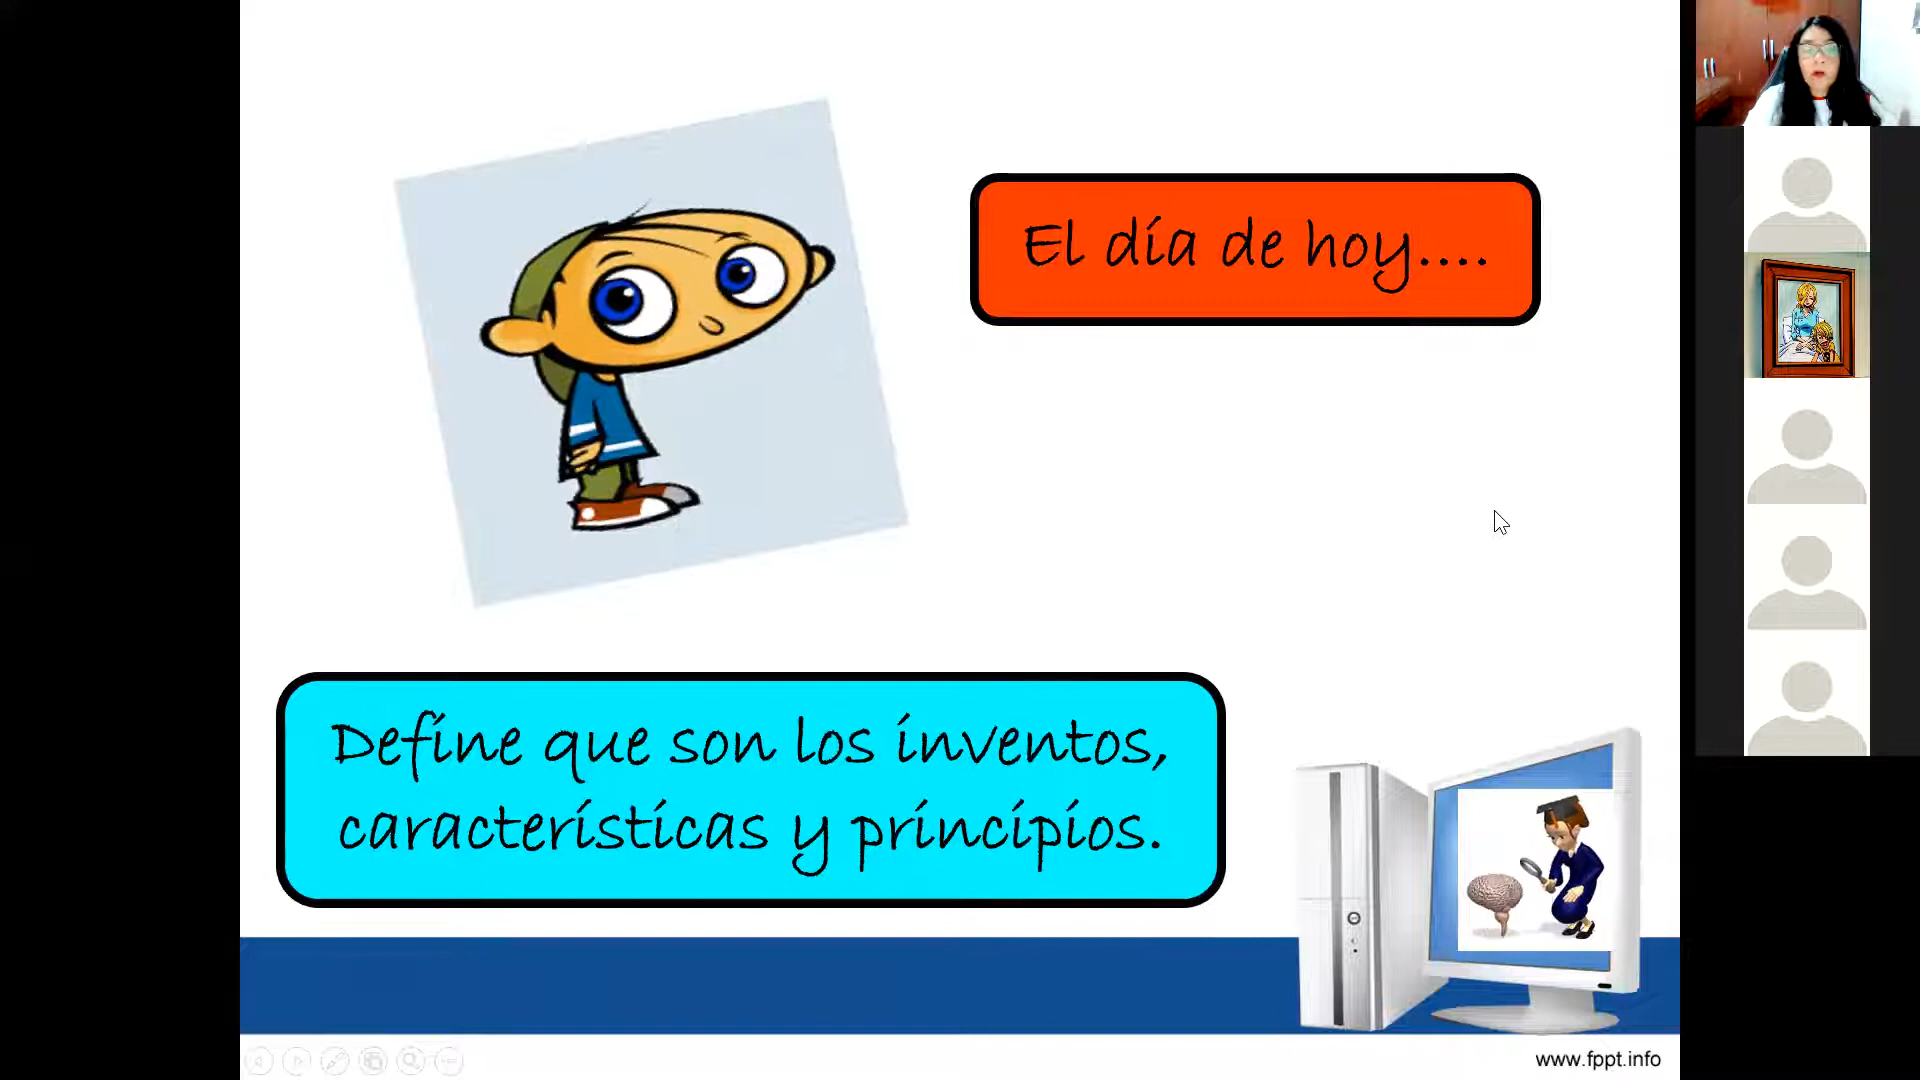 El día de hoy....
Define que son los inventos,
características y principios.
www.fppt.info